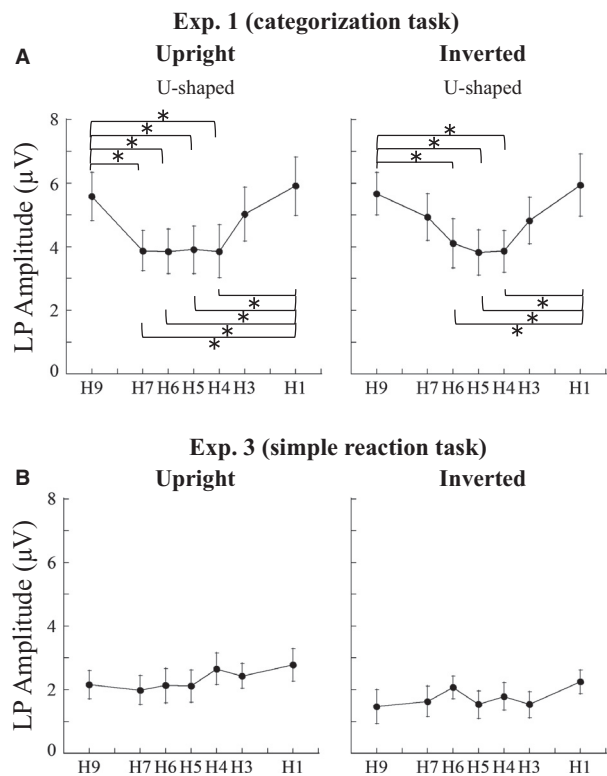 Exp. 1 (categorization task)
A
Upright
Inverted
U-shaped
U-shaped
LP Amplitude (µV)
8
6
4
2
0
*
*
*
*
*
*
*
*
*
*
*
*
*
*
H9 H7 H6 H5 H4 H3 H1
H9 H7 H6 H5 H4 H3 H1
Exp. 3 (simple reaction task)
B
Upright
Inverted
LP Amplitude (µV)
8
6
4
2
0
H9 H7 H6 H5 H4 H3 H1
H9 H7 H6 H5 H4 H3 H1